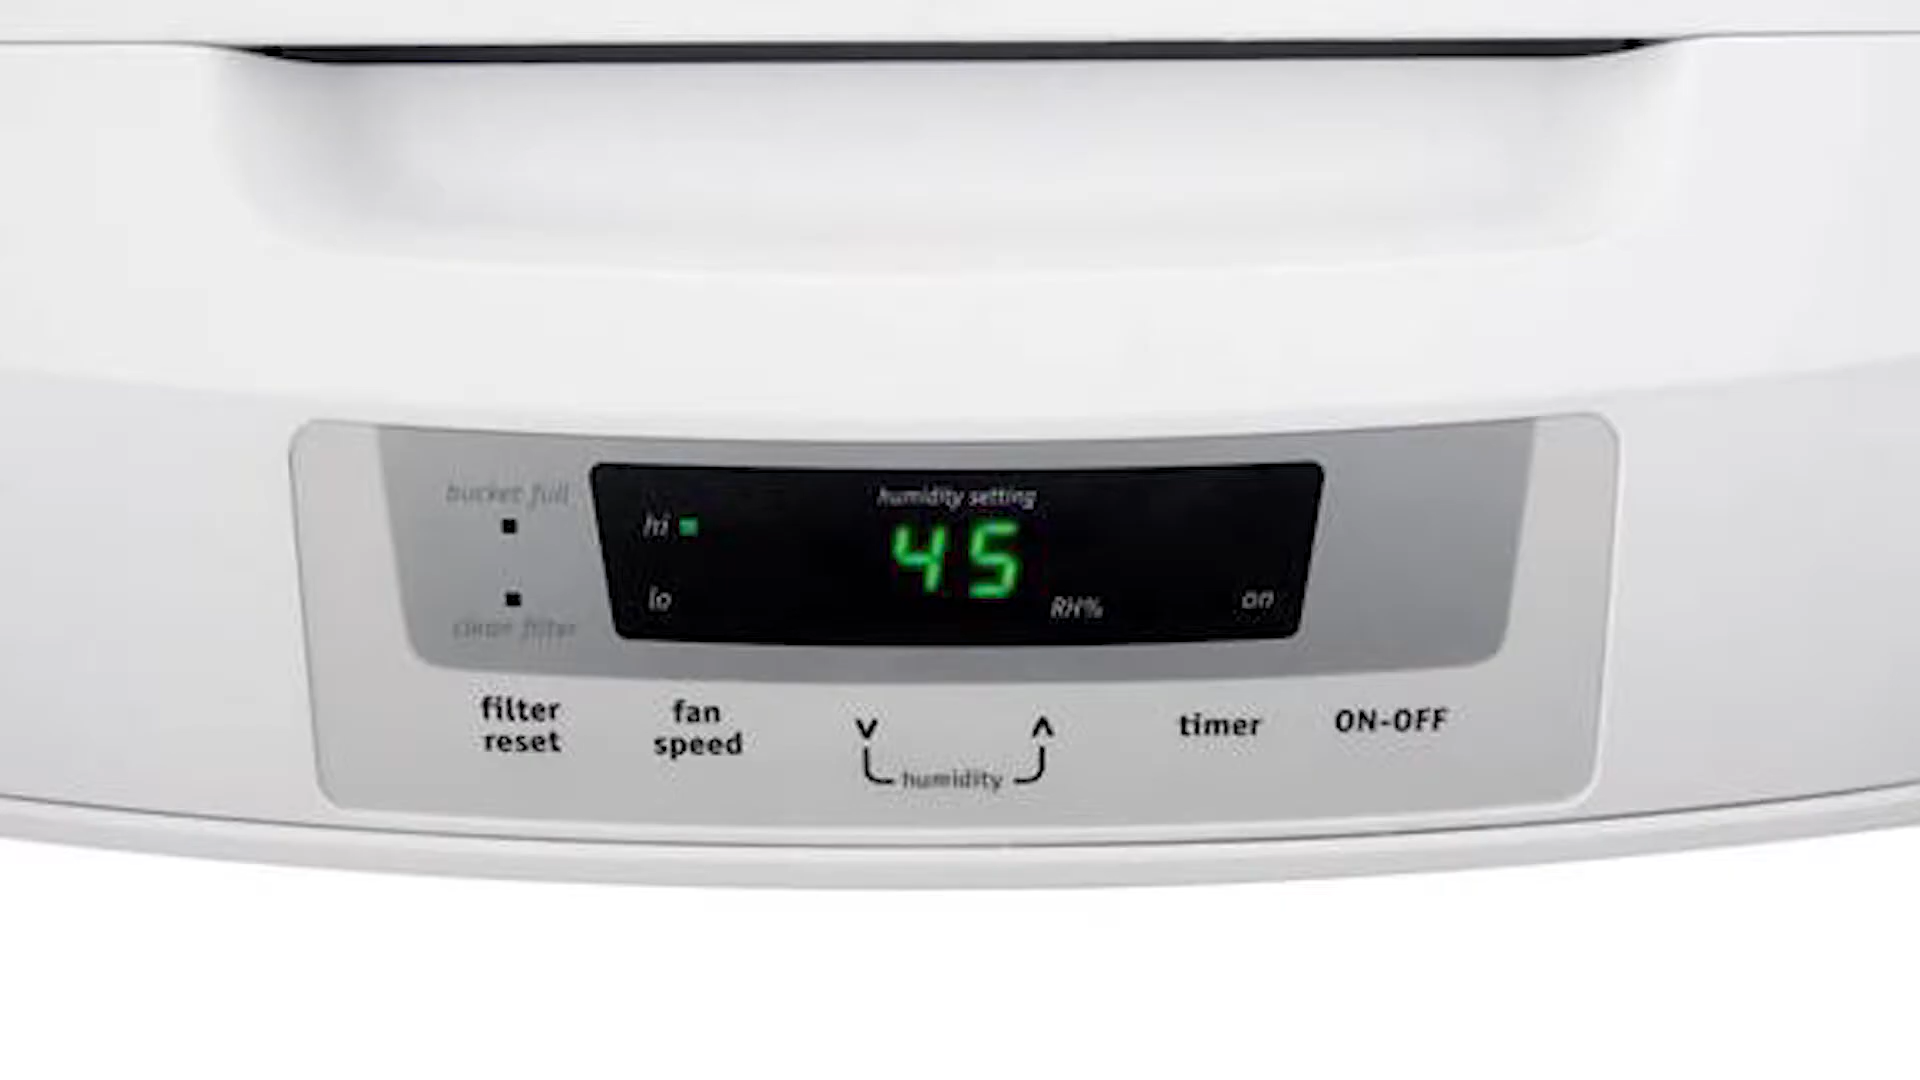 bucket full
clean filter
hi
lo
humidity setting
45
RH%
on
filter
reset
fan
speed
humidity
timer
ON-OFF